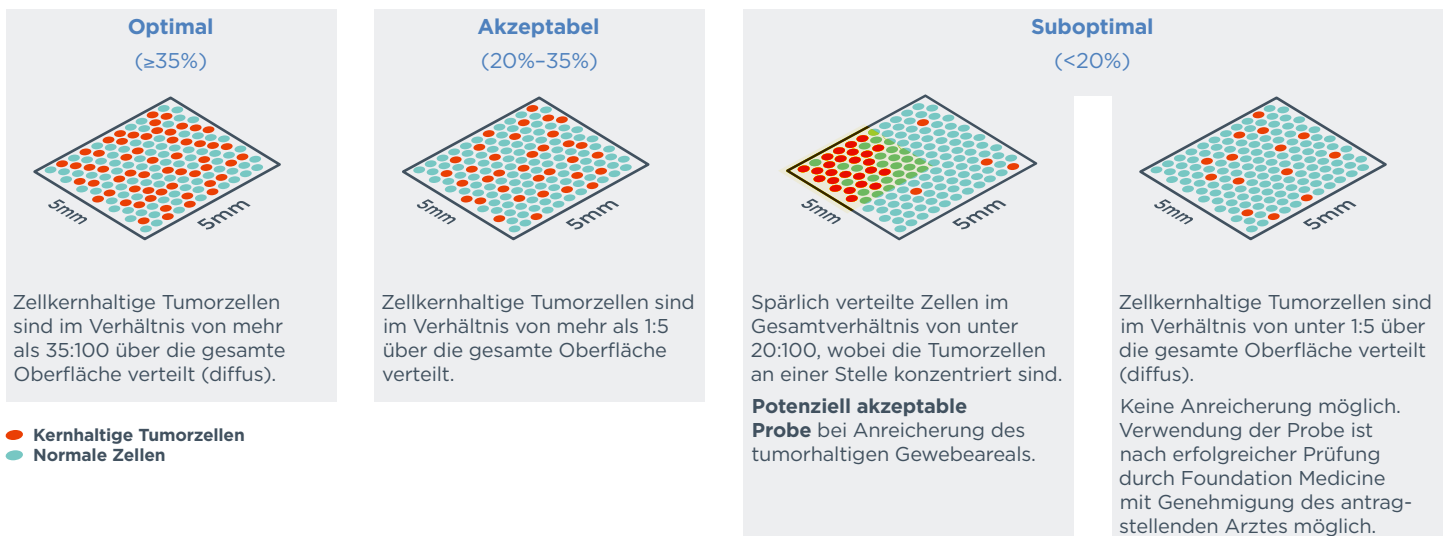 Optimal
(≥35%)
5mm
5mm
Zellkernhaltige Tumorzellen
sind im Verhältnis von mehr
als 35:100 über die gesamte
Oberfläche verteilt (diffus).
Akzeptabel
(20%–35%)
5mm
5mm
Zellkernhaltige Tumorzellen sind
im Verhältnis von mehr als 1:5
über die gesamte Oberfläche
verteilt.
Suboptimal
(<20%)
5mm
5mm
Spärlich verteilte Zellen im
Gesamtverhältnis von unter
20:100, wobei die Tumorzellen
an einer Stelle konzentriert sind.
Potenziell akzeptable
Probe bei Anreicherung des
tumorhaltigen Gewebeareals.
5mm
5mm
Zellkernhaltige Tumorzellen sind
im Verhältnis von unter 1:5 über
die gesamte Oberfläche verteilt
(diffus).
Keine Anreicherung möglich.
Verwendung der Probe ist
nach erfolgreicher Prüfung
durch Foundation Medicine
mit Genehmigung des antrag-
stellenden Arztes möglich.
Kernhaltige Tumorzellen
Normale Zellen